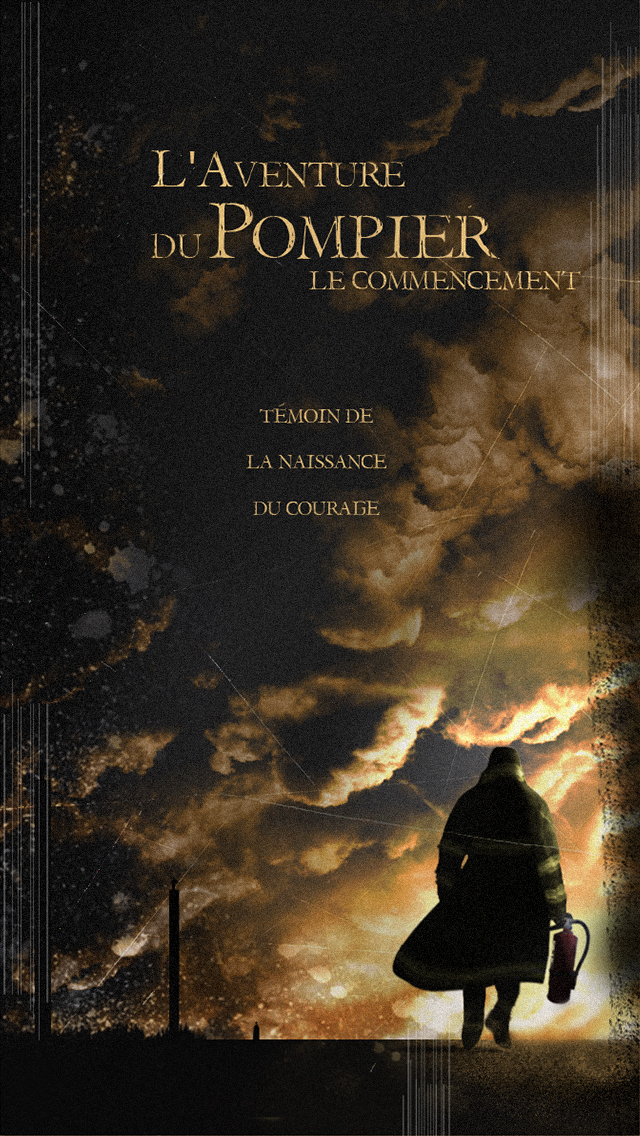 L'AVENTURE
DU POMPIER
LE COMMENCEMENT
TÉMOIN DE
LA NAISSANCE
DU COURAGE